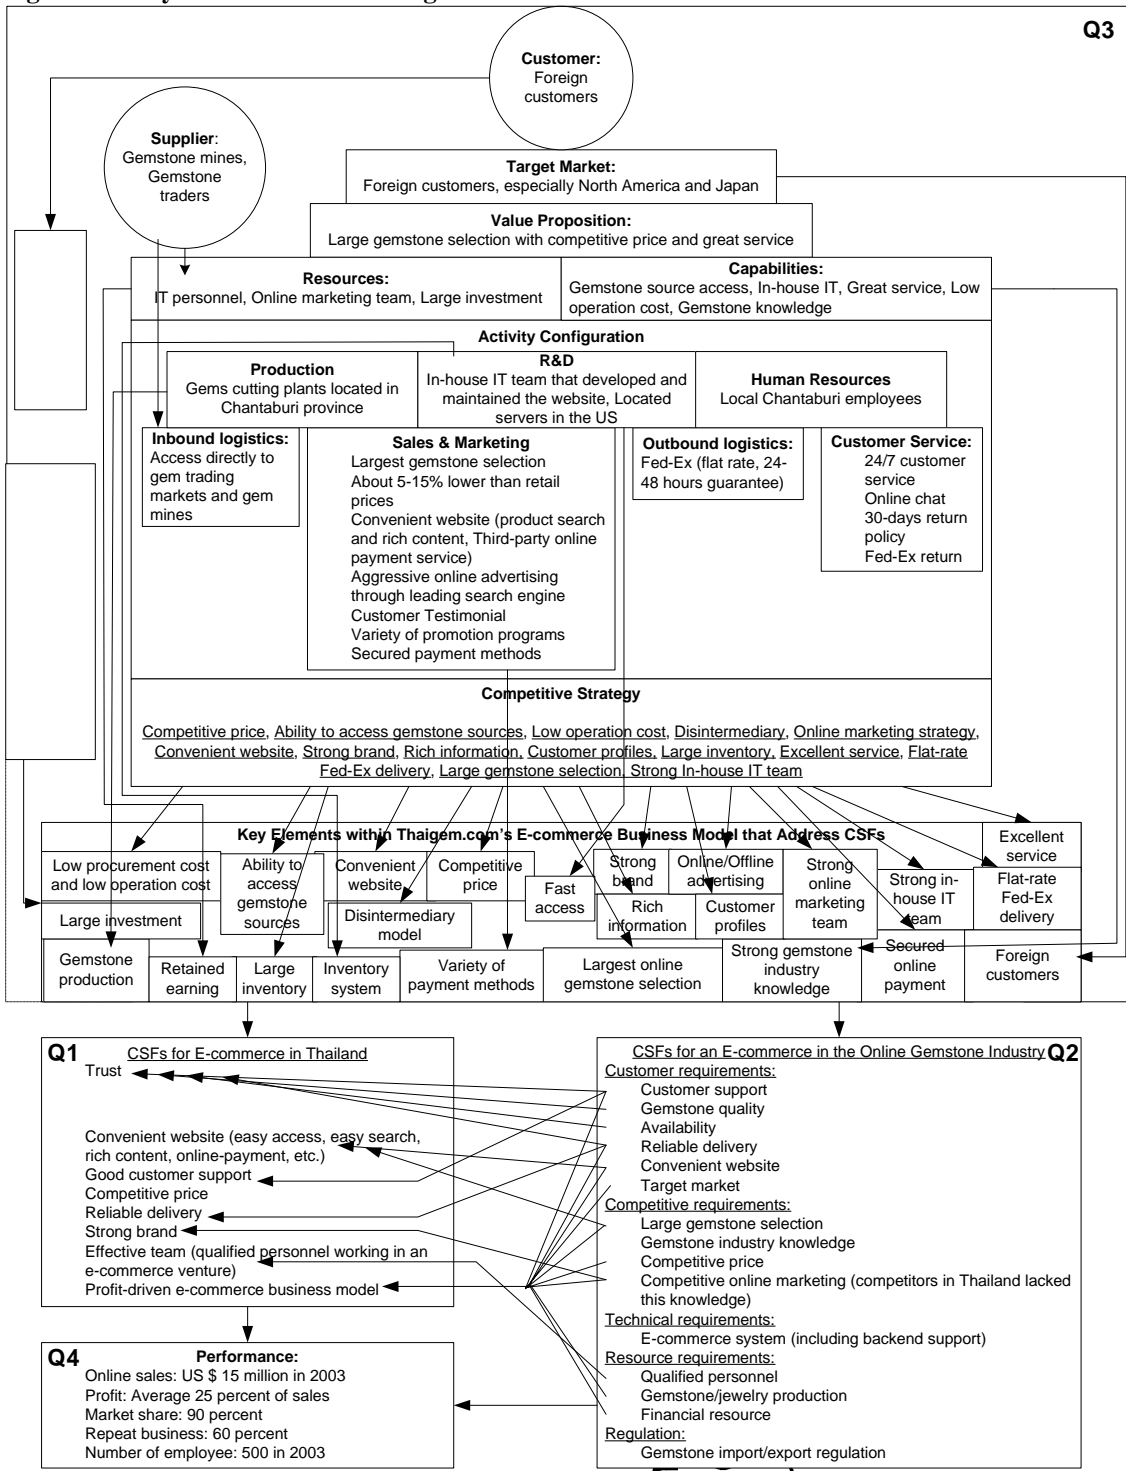 Q3
Customer:
Foreign
customers
Supplier:
Gemstone mines,
Gemstone
traders
Target Market:
Foreign customers, especially North America and Japan
Value Proposition:
Large gemstone selection with competitive price and great service
Resources:
IT personnel, Online marketing team, Large investment
Capabilities:
Gemstone source access, In-house IT, Great service, Low
operation cost, Gemstone knowledge
Activity Configuration
Production
Gems cutting plants located in
Chantaburi province
R&D
In-house IT team that developed and
maintained the website, Located
servers in the US
Human Resources
Local Chantaburi employees
Inbound logistics:
Access directly to
gem trading
markets and gem
mines
Sales & Marketing
Largest gemstone selection
About 5-15% lower than retail
prices
Convenient website (product search
and rich content, Third-party online
payment service)
Aggressive online advertising
through leading search engine
Customer Testimonial
Variety of promotion programs
Secured payment methods
Outbound logistics:
Fed-Ex (flat rate, 24-
48 hours guarantee)
Customer Service:
24/7 customer
service
Online chat
30-days return
policy
Fed-Ex return
Competitive Strategy
Competitive price, Ability to access gemstone sources, Low operation cost, Disintermediary, Online marketing strategy,
Convenient website, Strong brand, Rich information, Customer profiles, Large inventory, Excellent service, Flat-rate
Fed-Ex delivery, Large gemstone selection, Strong In-house IT team
Key Elements within Thaigem.com's E-commerce Business Model that Address CSFs
Excellent
service
Low procurement cost
and low operation cost
Ability to
access
gemstone
sources
Convenient
website
Competitive
price
Fast
access
Strong
brand
Online/Offline
advertising
Strong
online
marketing
team
Strong in-
house IT
team
Flat-rate
Fed-Ex
delivery
Large investment
Disintermediary
model
Rich
information
Customer
profiles
Gemstone
production
Retained
earning
Large
inventory
Inventory
system
Variety of
payment methods
Largest online
gemstone selection
Strong gemstone
industry
knowledge
Secured
online
payment
Foreign
customers
Q1
CSFs for E-commerce in Thailand
Trust
Convenient website (easy access, easy search,
rich content, online-payment, etc.)
Good customer support
Competitive price
Reliable delivery
Strong brand
Effective team (qualified personnel working in an
e-commerce venture)
Profit-driven e-commerce business model
CSFs for an E-commerce in the Online Gemstone Industry Q2
Customer requirements:
Customer support
Gemstone quality
Availability
Reliable delivery
Convenient website
Target market
Competitive requirements:
Large gemstone selection
Gemstone industry knowledge
Competitive price
Competitive online marketing (competitors in Thailand lacked
this knowledge)
Technical requirements:
E-commerce system (including backend support)
Resource requirements:
Qualified personnel
Gemstone/jewelry production
Financial resource
Regulation:
Gemstone import/export regulation
Q4
Performance:
Online sales: US $ 15 million in 2003
Profit: Average 25 percent of sales
Market share: 90 percent
Repeat business: 60 percent
Number of employee: 500 in 2003